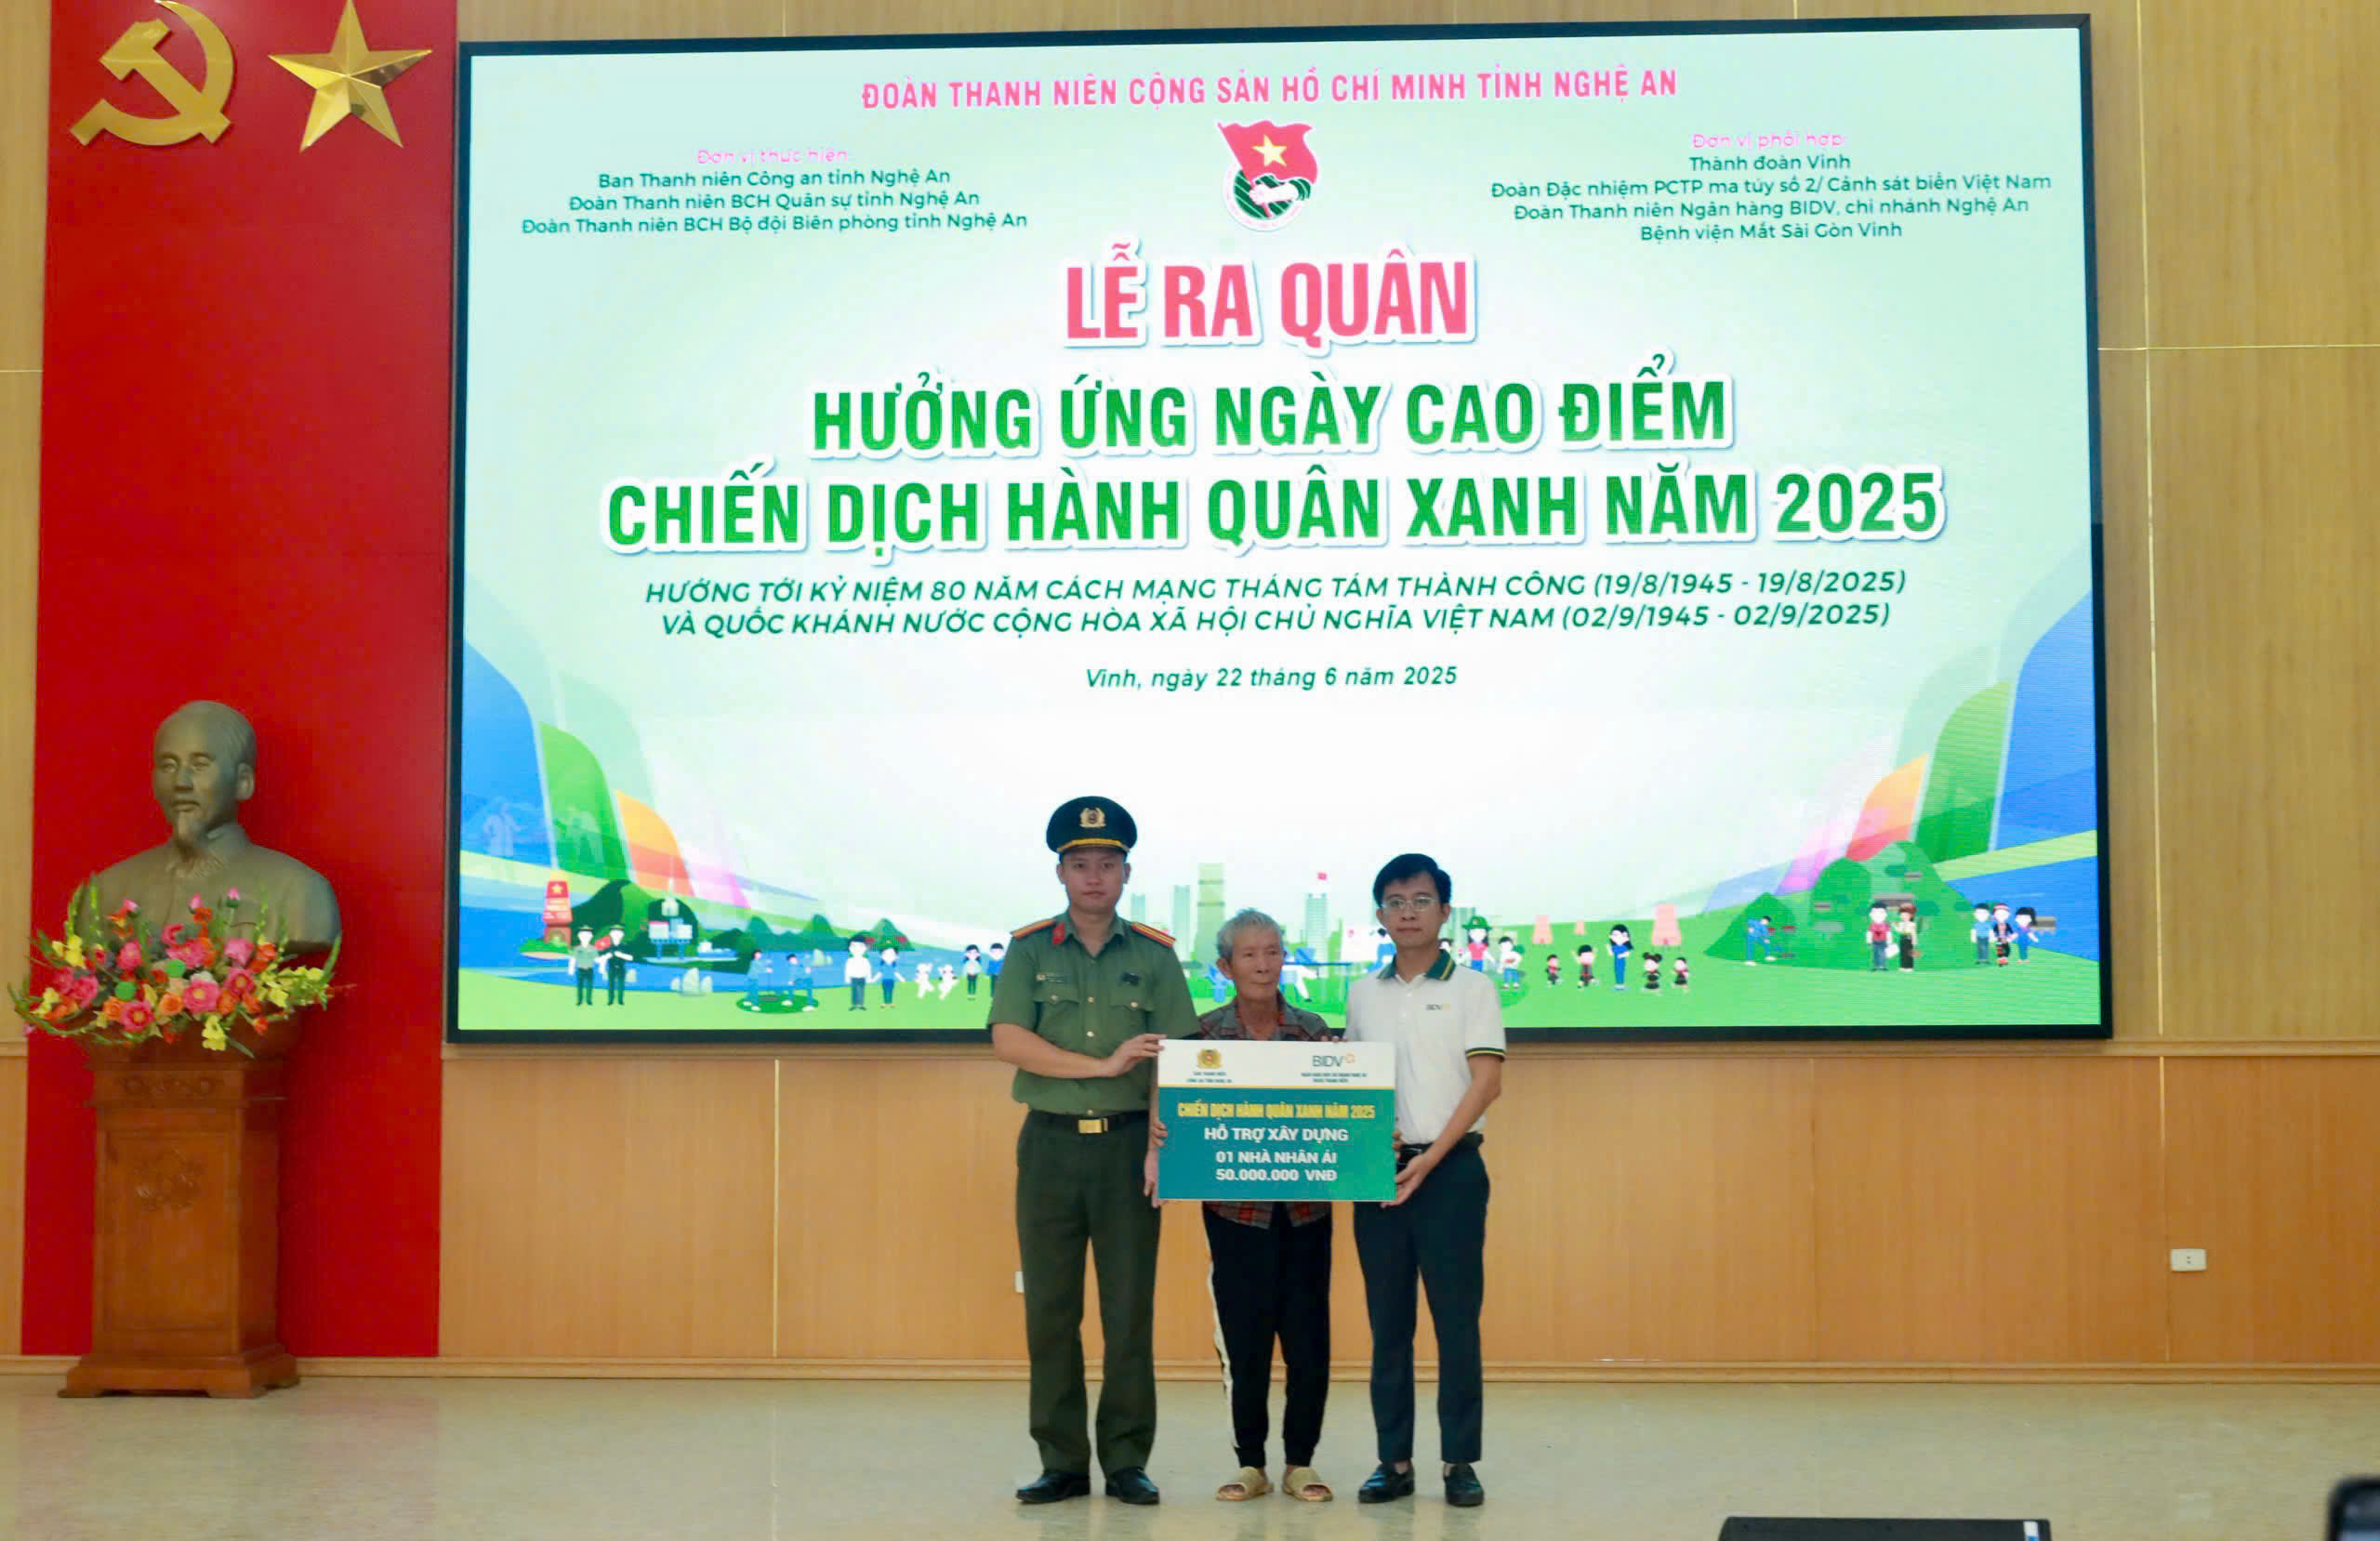 ĐOÀN THANH NIÊN CỘNG SẢN HỒ CHÍ MINH TỈNH NGHỆ AN
Đơn vị thực hiện:
Ban Thanh niên Công an tỉnh Nghệ An
Đoàn Thanh niên BCH Quân sự tỉnh Nghệ An
Đoàn Thanh niên BCH Bộ đội Biên phòng tỉnh Nghệ An
Đơn vị phối hợp:
Thành đoàn Vinh
Đoàn Đặc nhiệm PCTP ma túy số 2/ Cảnh sát biển Việt Nam
Đoàn Thanh niên Ngân hàng BIDV, chi nhánh Nghệ An
Bệnh viện Mắt Sài Gòn Vinh
LỄ RA QUÂN
HƯỞNG ỨNG NGÀY CAO ĐIỂM
CHIẾN DỊCH HÀNH QUÂN XANH NĂM 2025
HƯỚNG TỚI KỶ NIỆM 80 NĂM CÁCH MẠNG THÁNG TÁM THÀNH CÔNG (19/8/1945 - 19/8/2025)
VÀ QUỐC KHÁNH NƯỚC CỘNG HÒA XÃ HỘI CHỦ NGHĨA VIỆT NAM (02/9/1945 - 02/9/2025)
Vinh, ngày 22 tháng 6 năm 2025
BIDV
BIDV
CHIẾN DỊCH HÀNH QUÂN XANH NĂM 2025
HỖ TRỢ XÂY DỰNG
01 NHÀ NHÂN ÁI
50.000.000 VNĐ